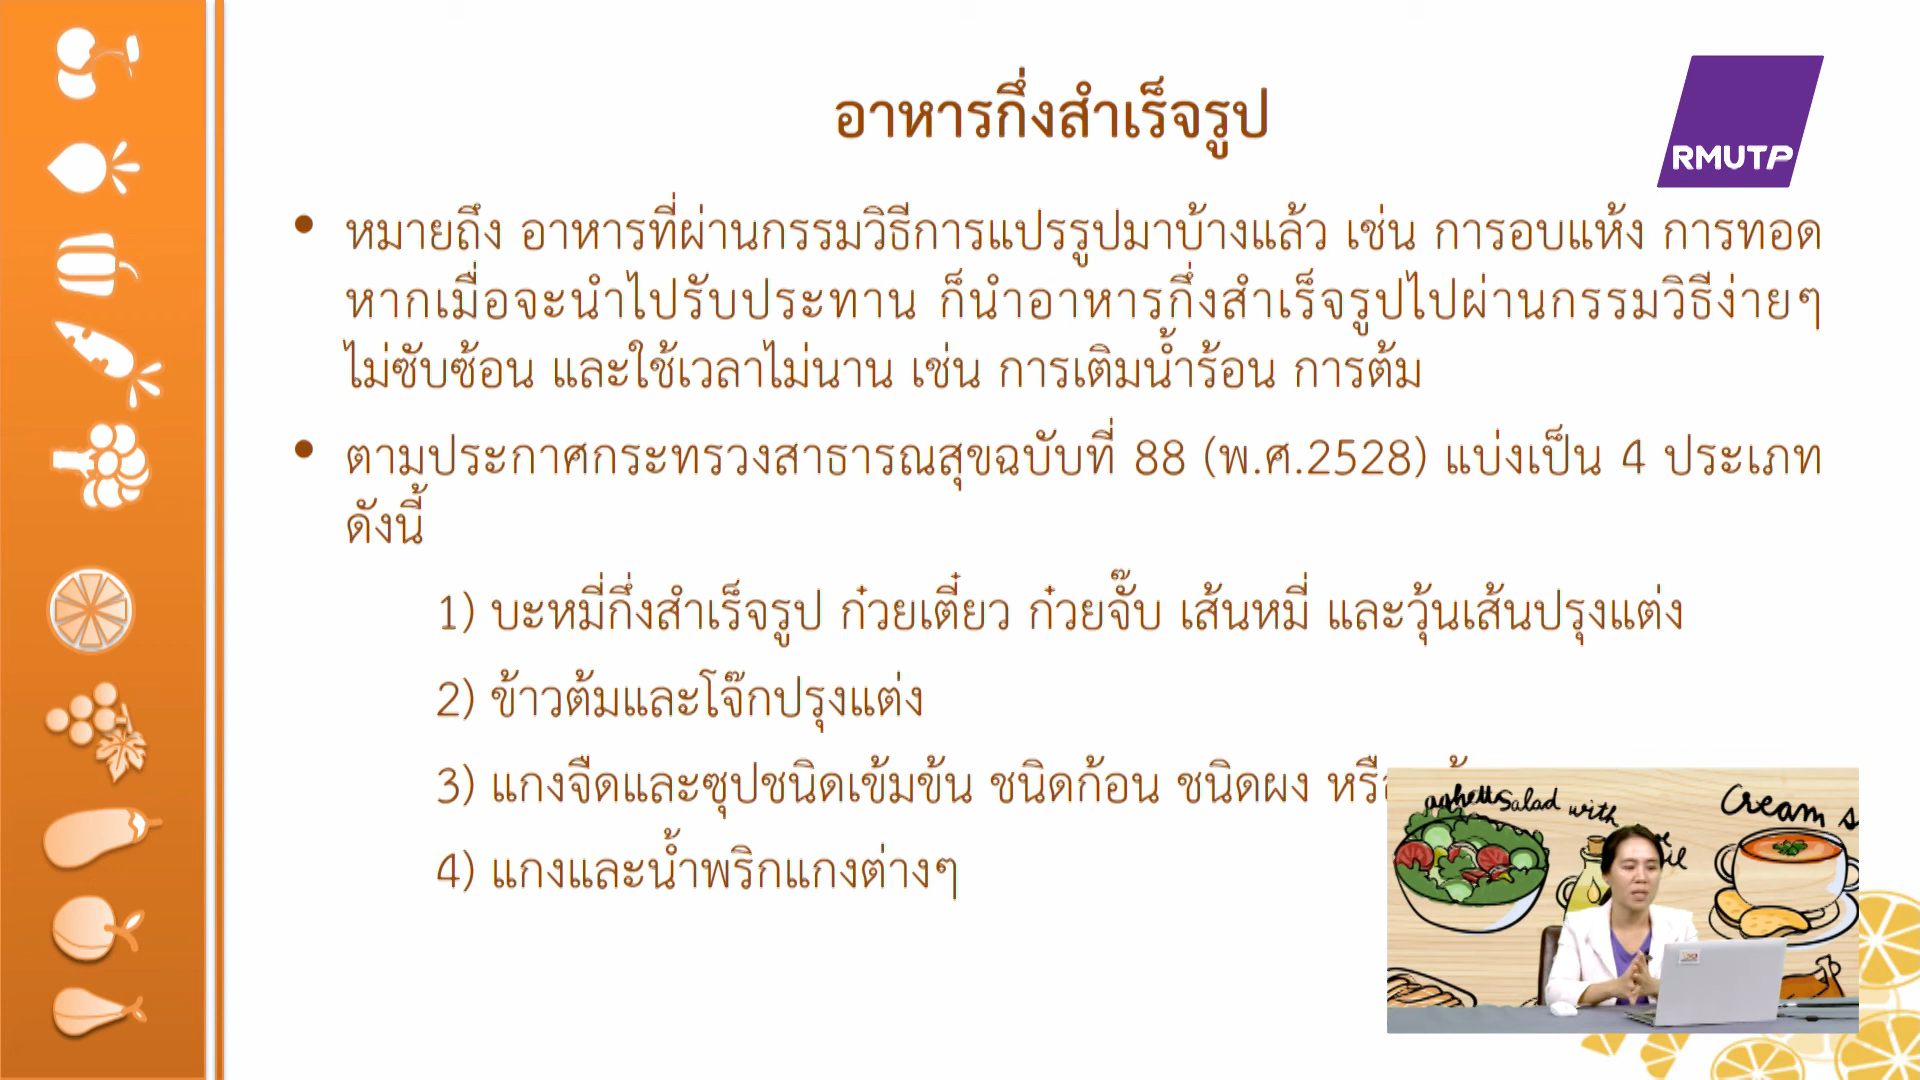 อาหารกึ่งสำเร็จรูป
RMUTP
• หมายถึง อาหารที่ผ่านกรรมวิธีการแปรรูปมาบ้างแล้ว เช่น การอบแห้ง การทอด
หากเมื่อจะนำไปรับประทาน ก็นำอาหารกึ่งสำเร็จรูปไปผ่านกรรมวิธีง่ายๆ
ไม่ซับซ้อน และใช้เวลาไม่นาน เช่น การเติมน้ำร้อน การต้ม
• ตามประกาศกระทรวงสาธารณสุขฉบับที่ 88 (พ.ศ.2528) แบ่งเป็น 4 ประเภท
ดังนี้
1) บะหมี่กึ่งสำเร็จรูป ก๋วยเตี๋ยว ก๋วยจั๊บ เส้นหมี่ และวุ้นเส้นปรุงแต่ง
2) ข้าวต้มและโจ๊กปรุงแต่ง
3) แกงจืดและซุปชนิดเข้มข้น ชนิดก้อน ชนิดผง
4) แกงและน้ำพริกแกงต่างๆ
Salad with
Cream